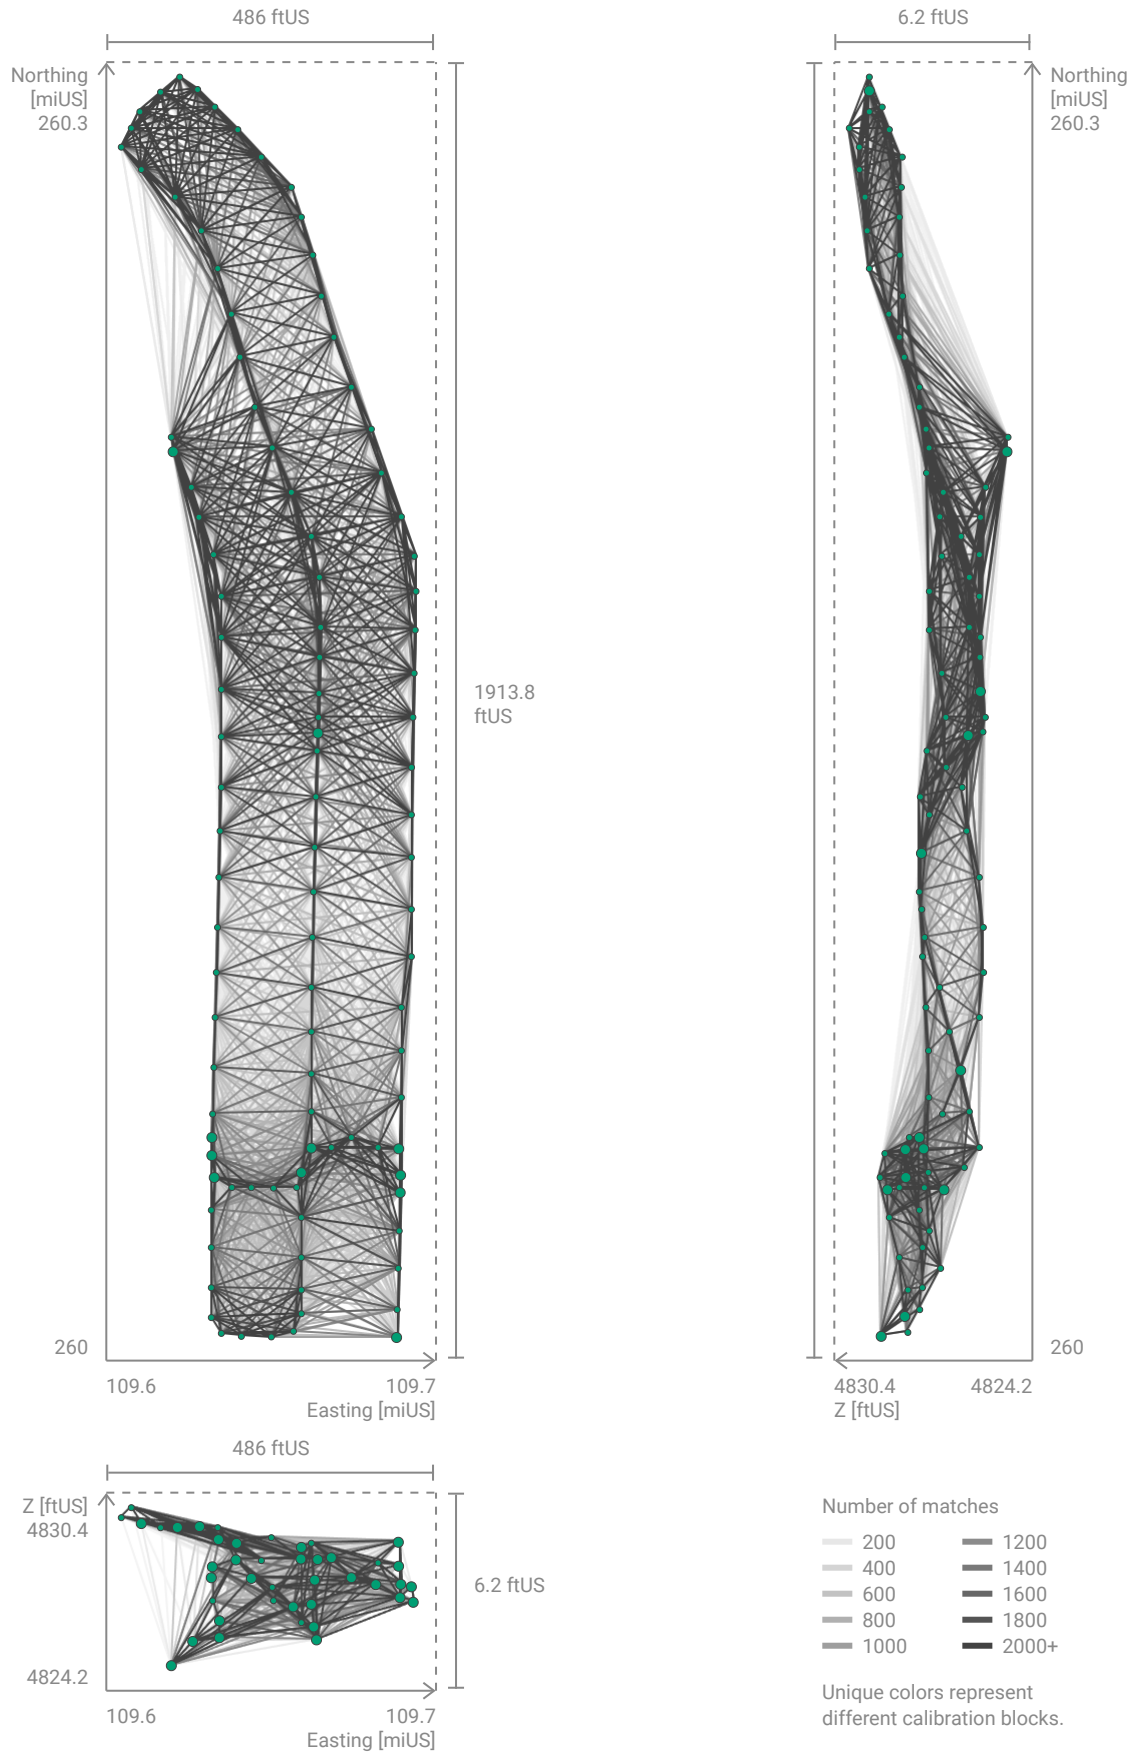 486 ftUS
Northing
[miUS]
260.3
1913.8
ftUS
260
109.6
109.7
Easting [miUS]
6.2 ftUS
Northing
[miUS]
260.3
260
4830.4
4824.2
Z [ftUS]
486 ftUS
Z [ftUS]
4830.4
6.2 ftUS
4824.2
109.6
109.7
Easting [miUS]
Number of matches
200
400
600
800
1000
1200
1400
1600
1800
2000+
Unique colors represent
different calibration blocks.